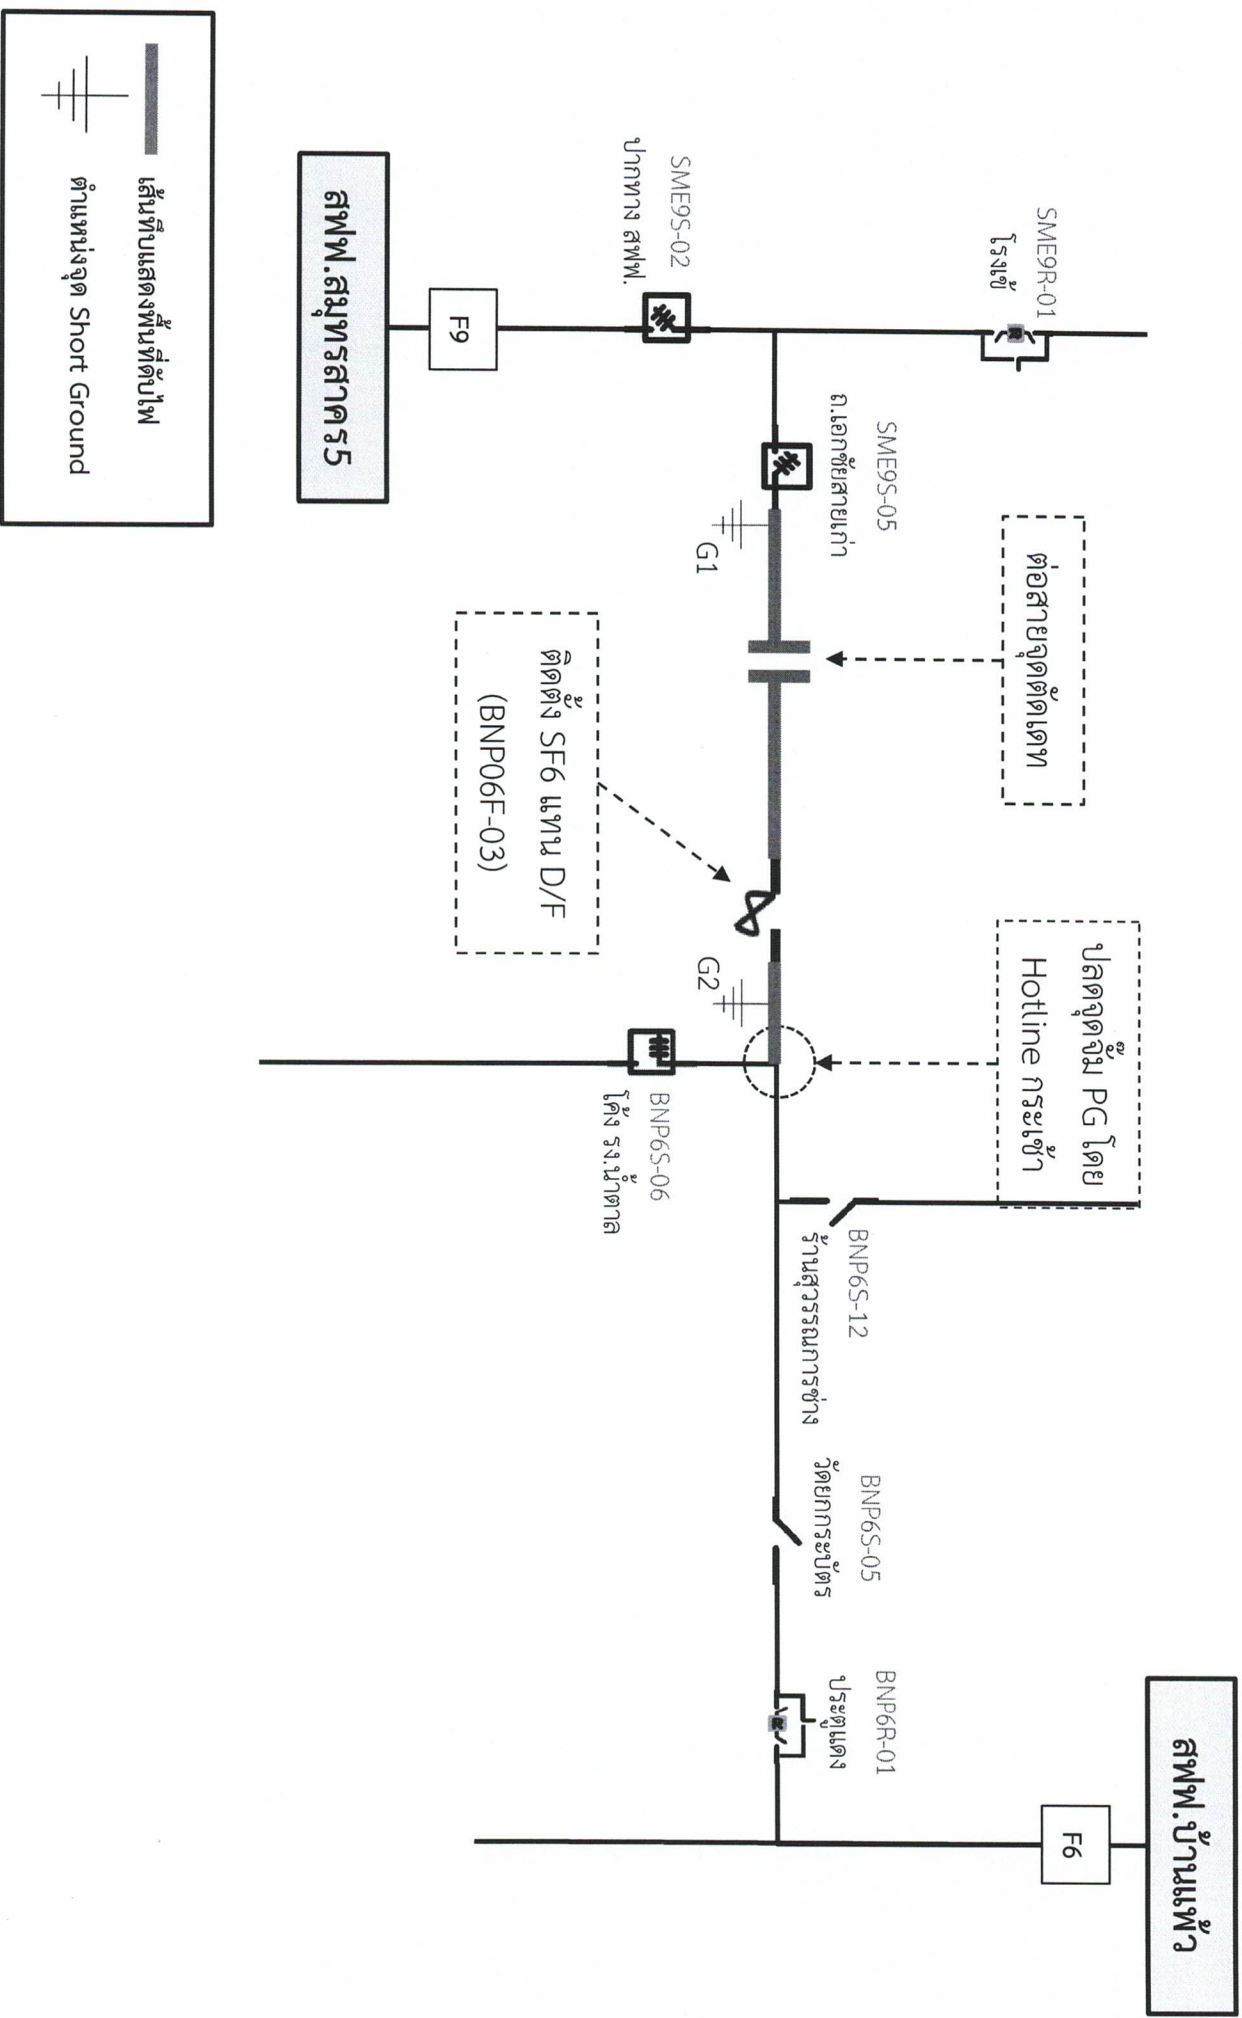 สฟฟ.บ้านแพ้ว
F6
ปลดจุดจั๊ม PG โดย
Hotline กระเช้า
ต่อสายจุดตัดเดท
SME9R-01
โรงเข้
SME9S-05
ถ.เอกชัยสายเก่า
BNP6S-12
ร้านสุวรรณการช่าง
BNP6S-05
วัดยกกระบัตร
BNP6R-01
ประตูแดง
SME9S-02
ปากทาง สฟฟ.
G1
G2
BNP6S-06
โค้ง รง.น้ำตาล
ติดตั้ง SF6 แทน D/F
(BNP06F-03)
F9
สฟฟ.สมุทรสาคร5
เส้นทึบแสดงพื้นที่ดับไฟ
ตำแหน่งจุด Short Ground